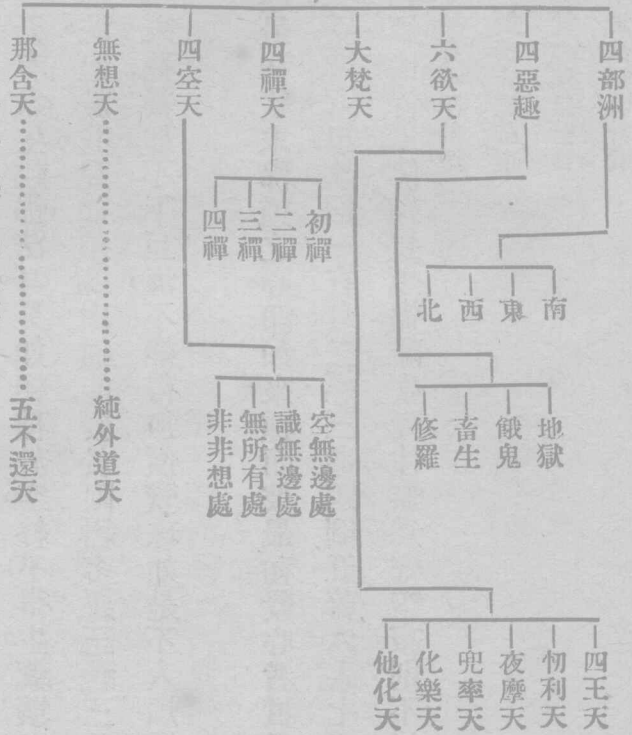 四部洲
四惡趣
六欲天
大梵天
四禪天
四空天
無想天
那含天
南
東
西
北
地獄
餓鬼
畜生
修羅
四王天
忉利天
夜摩天
兜率天
化樂天
他化天
初禪
二禪
三禪
四禪
空無邊處
識無邊處
無所有處
非非想處
純外道天
五不還天